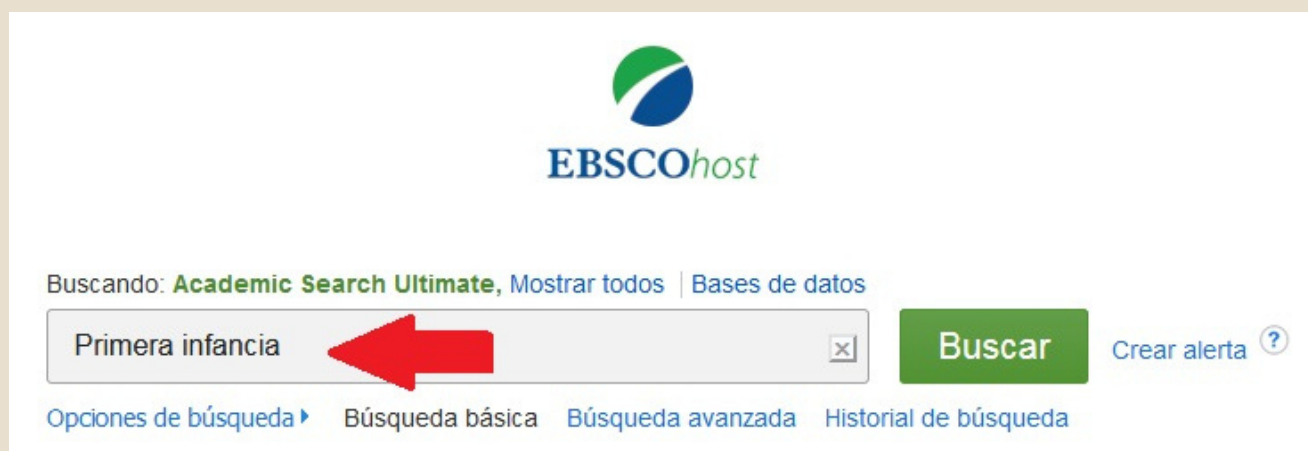 EBSCOhost
Buscando: Academic Search Ultimate, Mostrar todos | Bases de datos
Primera infancia x Buscar Crear alerta ?
Opciones de búsqueda Búsqueda básica Búsqueda avanzada Historial de búsqueda